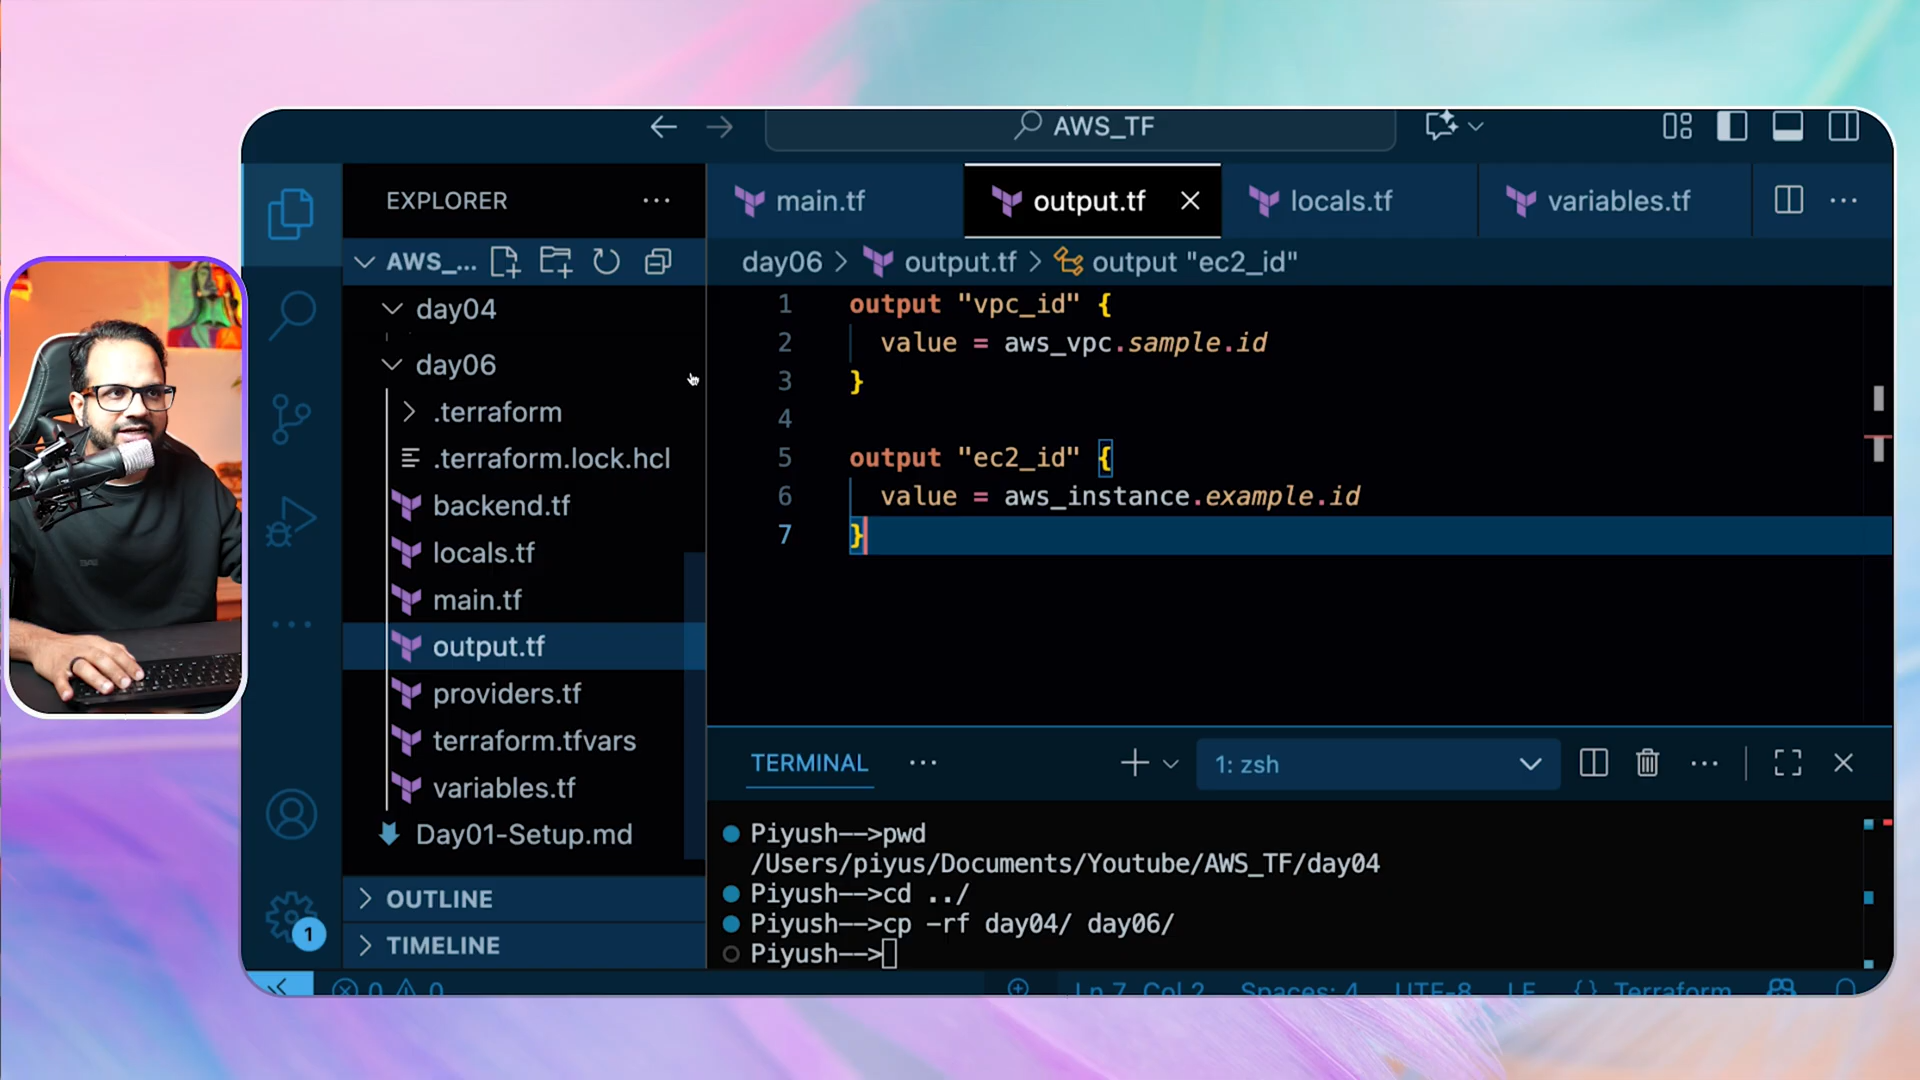 AWS_TF
EXPLORER
main.tf
output.tf
locals.tf
variables.tf
AWS_...
day06 > output.tf > output "ec2_id"
day04
day06
.terraform
.terraform.lock.hcl
backend.tf
locals.tf
main.tf
output.tf
providers.tf
terraform.tfvars
variables.tf
Day01-Setup.md
OUTLINE
TIMELINE
1
1 output "vpc_id" {
2 value = aws_vpc.sample.id
3 }
4
5 output "ec2_id" {
6 value = aws_instance.example.id
7 }
TERMINAL
1: zsh
Piyush-->pwd
/Users/piyus/Documents/Youtube/AWS_TF/day04
Piyush-->cd ../
Piyush-->cp -rf day04/ day06/
Piyush-->
0 0
Ln 7, Col 2 Spaces: 4 UTF-8 LF {} Terraform